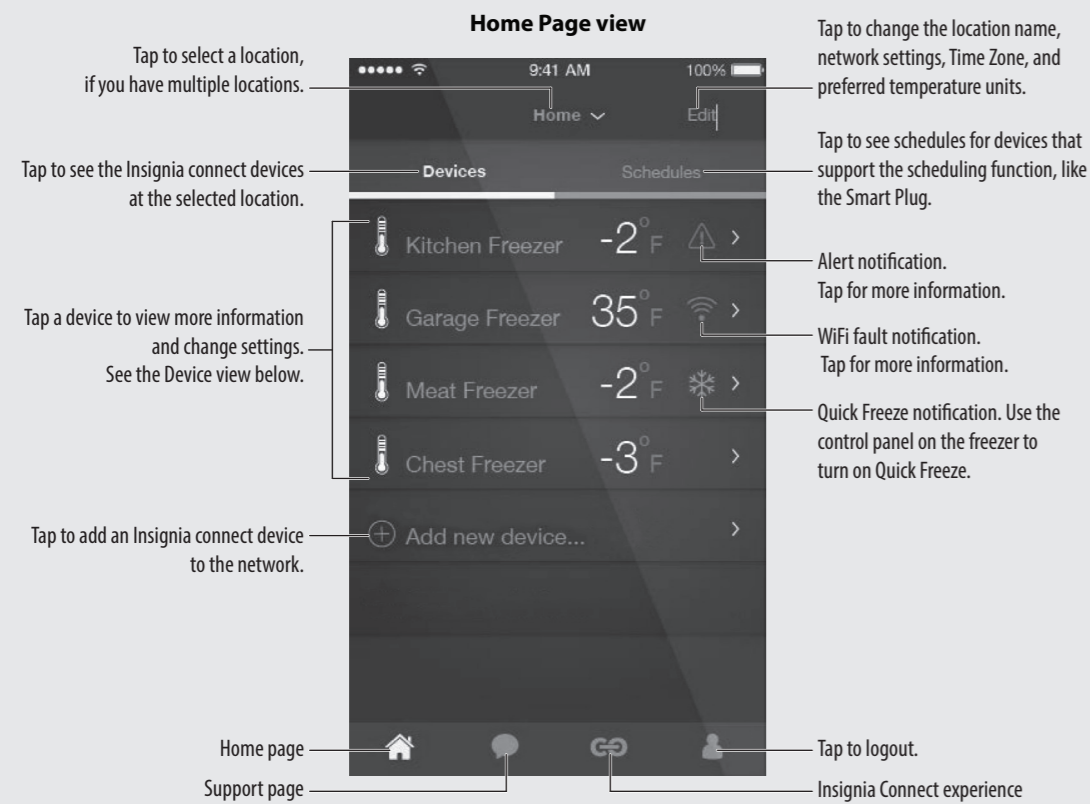 Home Page view
Tap to select a location,
if you have multiple locations.
Tap to see the Insignia connect devices
at the selected location.
Tap a device to view more information
and change settings.
See the Device view below.
Tap to add an Insignia connect device
to the network.
Home page
Support page
9:41 AM
100%
Home
Edit
Devices
Schedules
Kitchen Freezer
-2°F
Garage Freezer
35°F
Meat Freezer
-2°F
Chest Freezer
-3°F
Add new device...
Tap to change the location name,
network settings, Time Zone, and
preferred temperature units.
Tap to see schedules for devices that
support the scheduling function, like
the Smart Plug.
Alert notification.
Tap for more information.
WiFi fault notification.
Tap for more information.
Quick Freeze notification. Use the
control panel on the freezer to
turn on Quick Freeze.
Tap to logout.
Insignia Connect experience